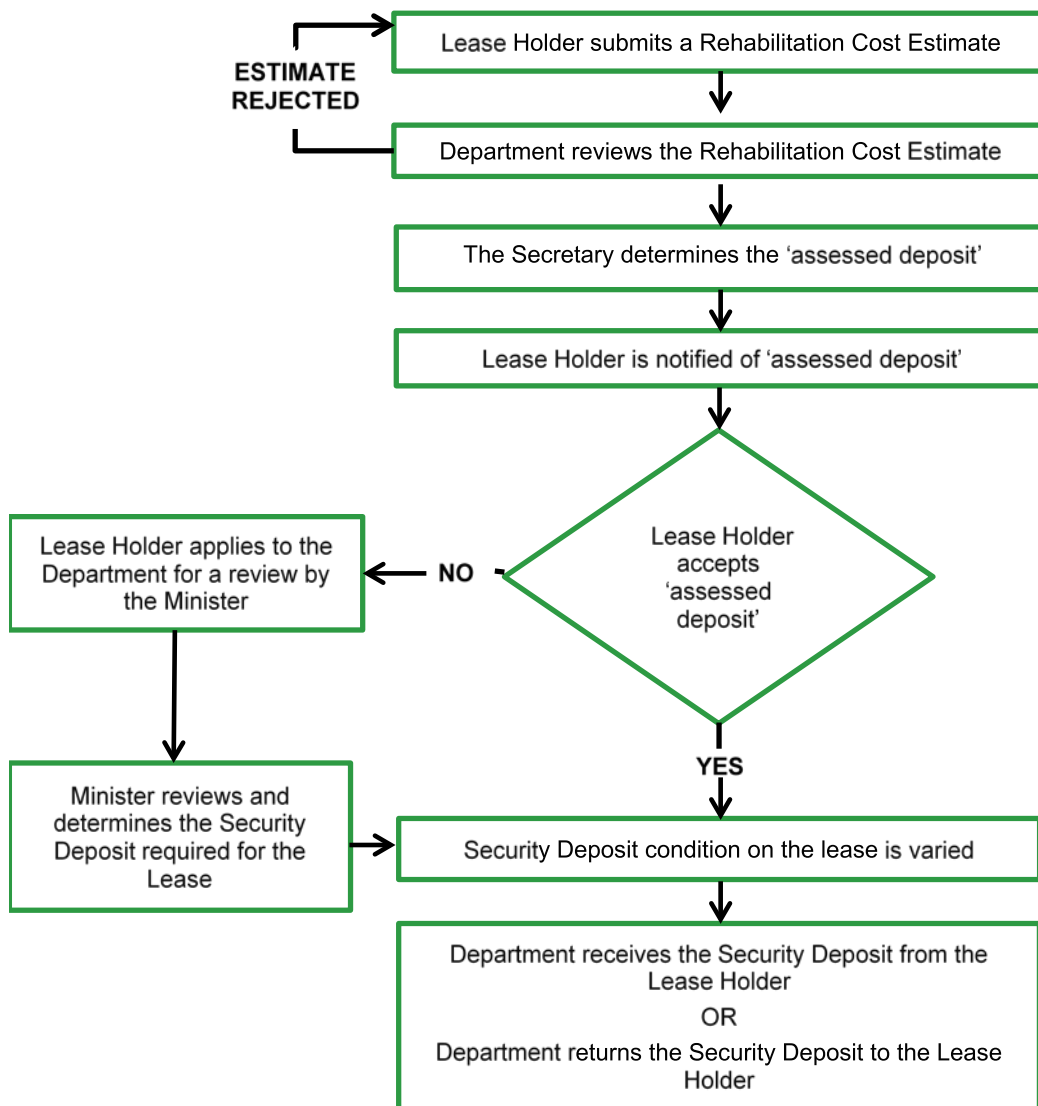 Lease Holder submits a Rehabilitation Cost Estimate
ESTIMATE
REJECTED
Department reviews the Rehabilitation Cost Estimate
The Secretary determines the ‘assessed deposit’
Lease Holder is notified of ‘assessed deposit’
Lease Holder
accepts
‘assessed
deposit’
NO
Lease Holder applies to the
Department for a review by
the Minister
YES
Minister reviews and
determines the Security
Deposit required for the
Lease
Security Deposit condition on the lease is varied
Department receives the Security Deposit from the
Lease Holder
OR
Department returns the Security Deposit to the Lease
Holder